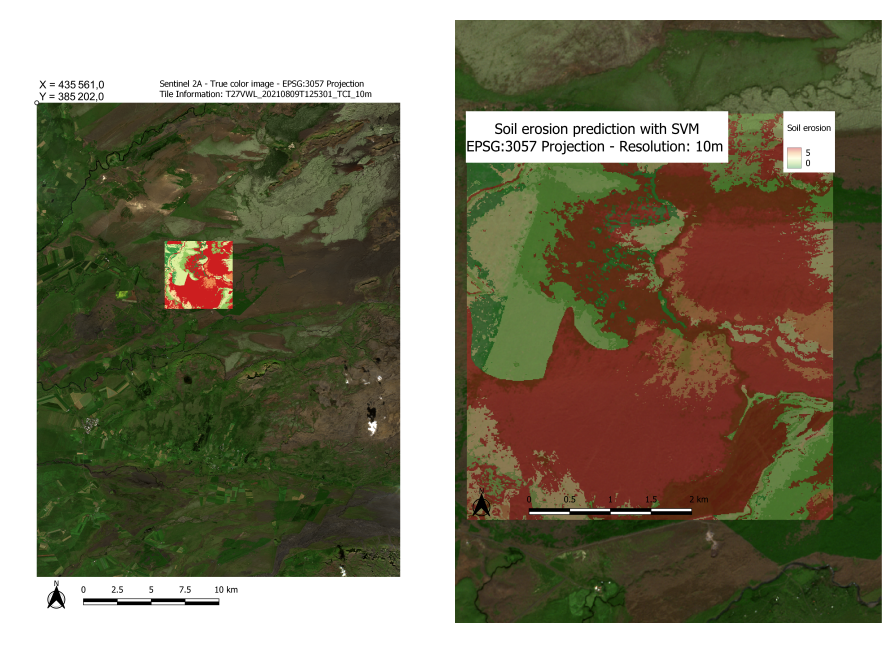 X = 435 561,0
Y = 385 202,0
Sentinel 2A - True color image - EPSG:3057 Projection
Tile Information: T27VWL_20210809T125301_TCI_10m
N
0 2.5 5 7.5 10 km
Soil erosion prediction with SVM
EPSG:3057 Projection - Resolution: 10m
Soil erosion
5
0
N
0 0.5 1 1.5 2 km